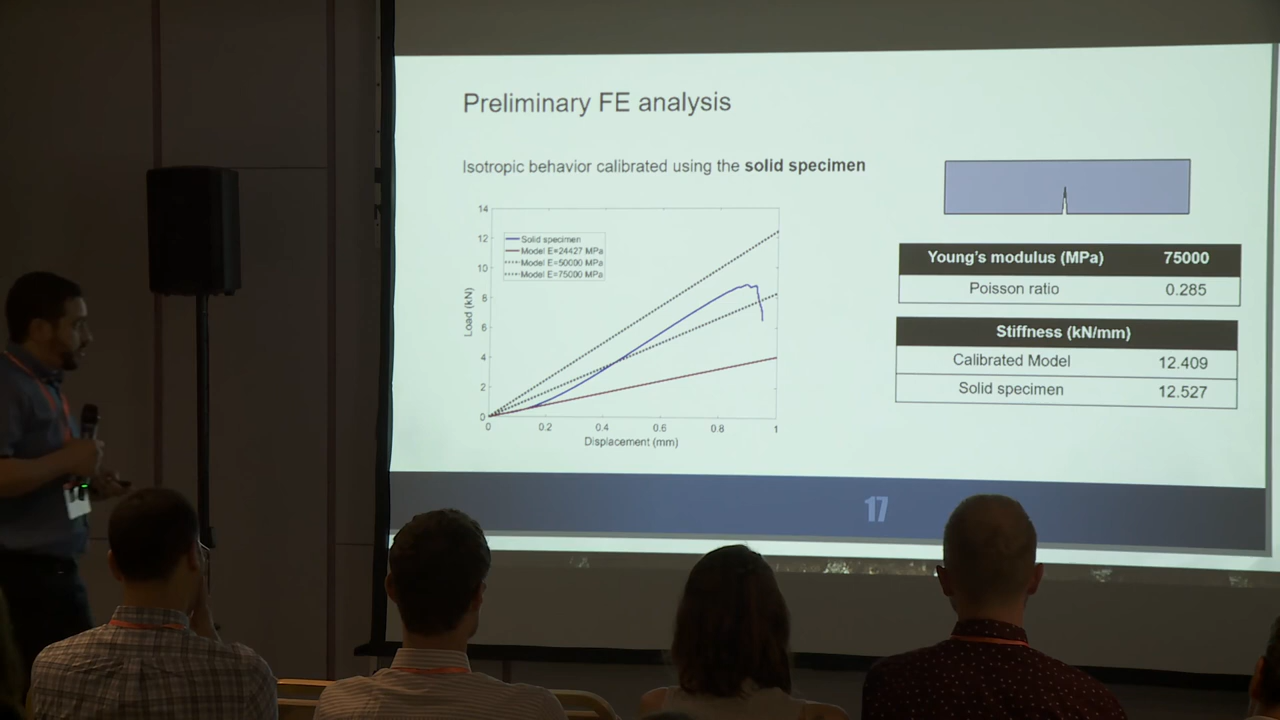 Preliminary FE analysis
Isotropic behavior calibrated using the solid specimen
14
12
10
8
6
4
2
0
Load (kN)
Solid specimen
Model E=24427 MPa
Model E=50000 MPa
Model E=75000 MPa
0 0.2 0.4 0.6 0.8 1
Displacement (mm)
Young's modulus (MPa) 75000
Poisson ratio 0.285
Stiffness (kN/mm)
Calibrated Model 12.409
Solid specimen 12.527
17